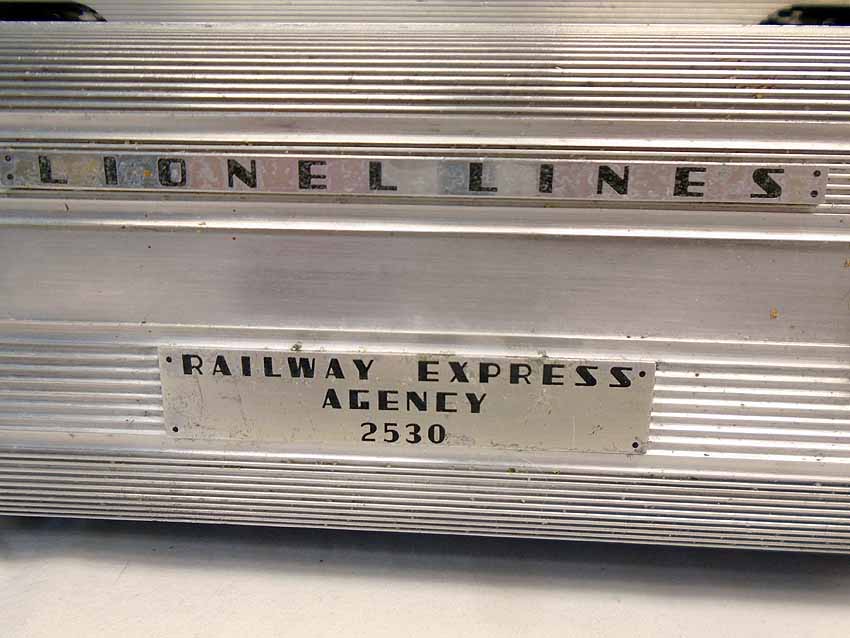 LIONEL LINES
RAILWAY EXPRESS
AGENCY
2530